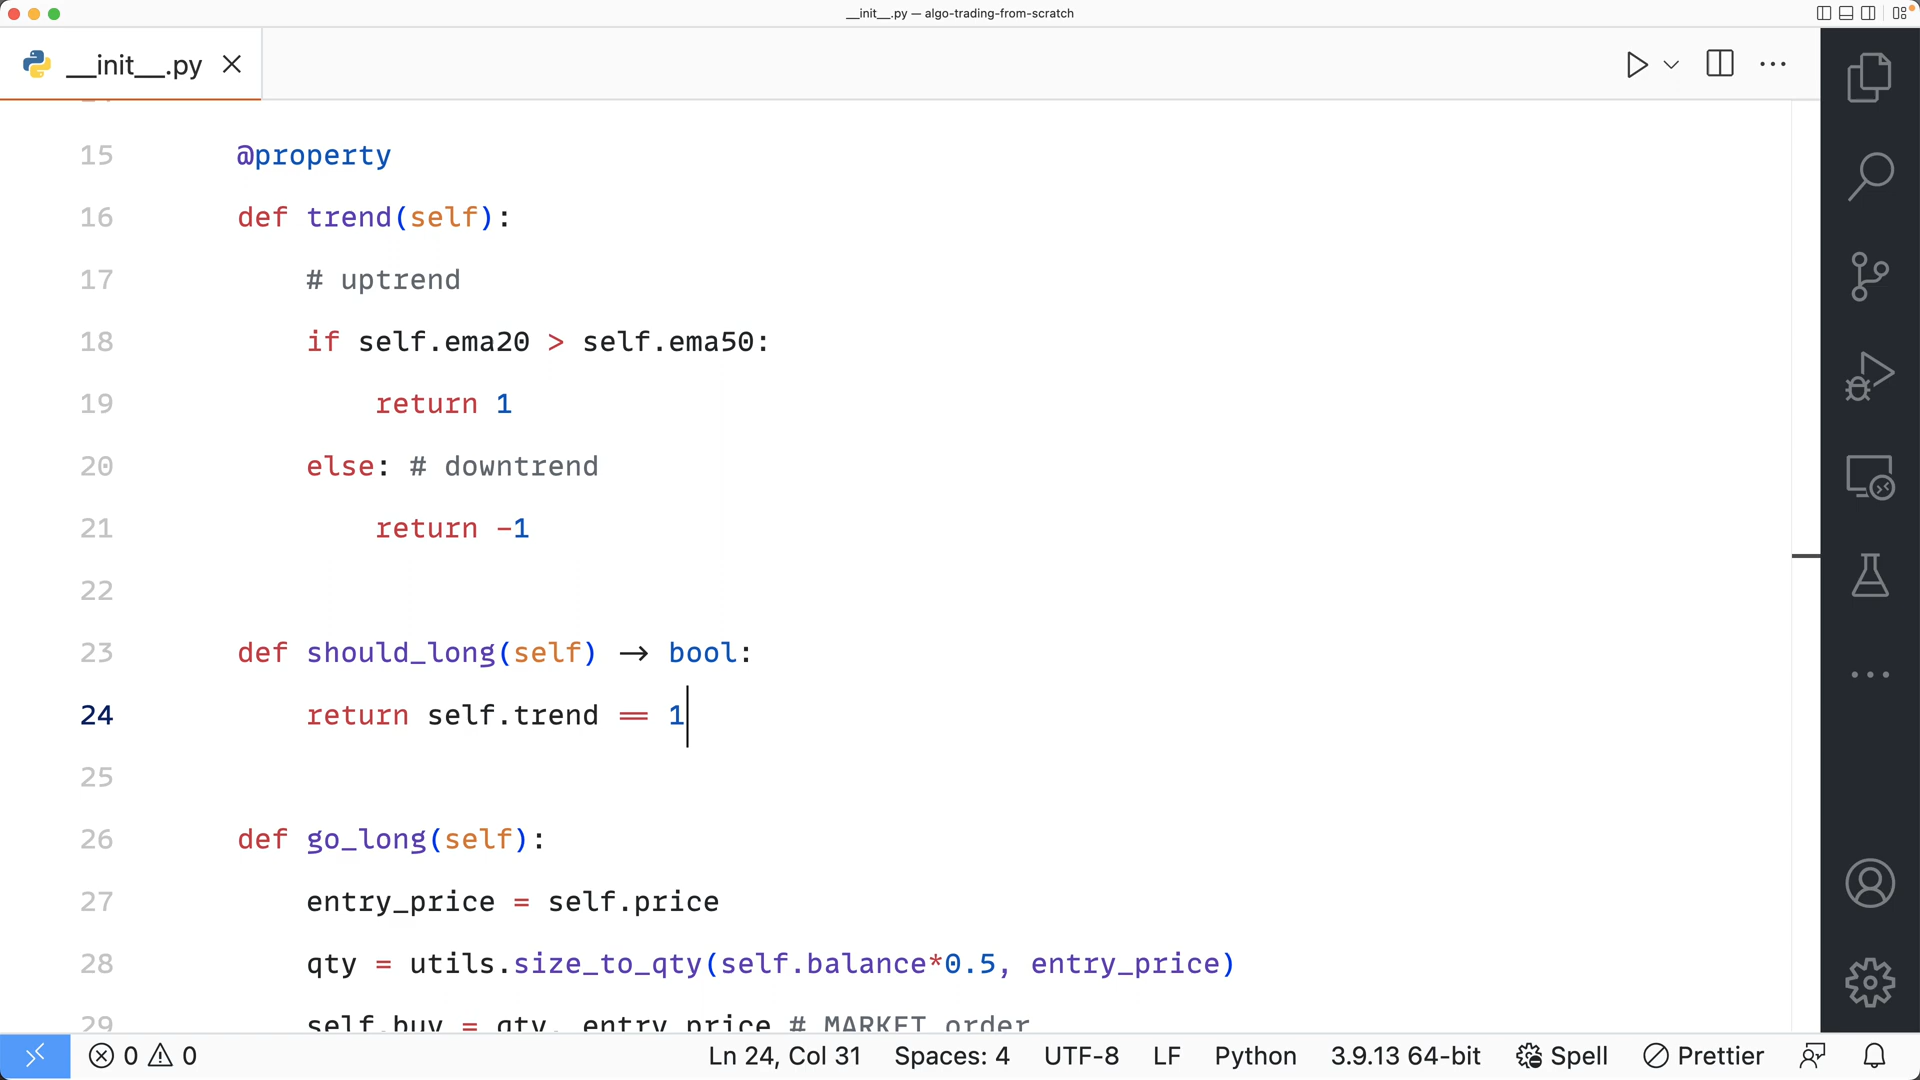 __init__.py — algo-trading-from-scratch
__init__.py
15 @property
16 def trend(self):
17 # uptrend
18 if self.ema20 > self.ema50:
19 return 1
20 else: # downtrend
21 return -1
22
23 def should_long(self) → bool:
24 return self.trend == 1
25
26 def go_long(self):
27 entry_price = self.price
28 qty = utils.size_to_qty(self.balance*0.5, entry_price)
29 self.buy = qty, entry_price # MARKET order
0 0 Ln 24, Col 31 Spaces: 4 UTF-8 LF Python 3.9.13 64-bit Spell Prettier